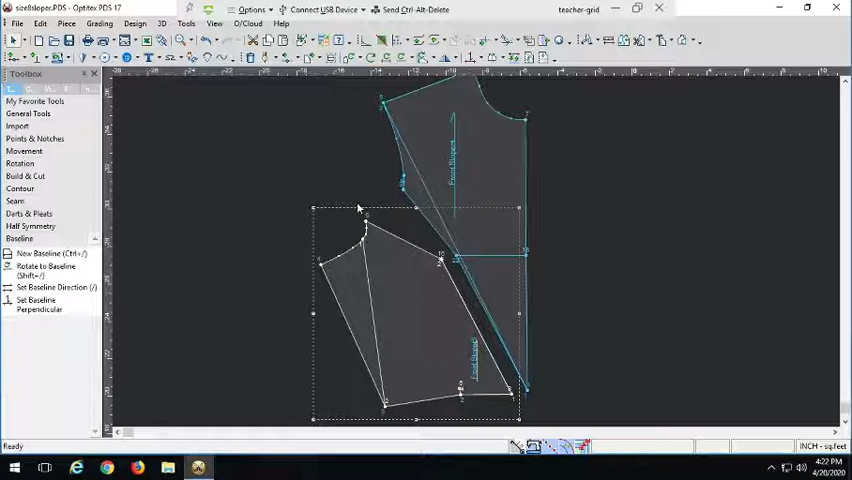 size8sloper.PDS - Optitex PDS 17
Options
Connect USB Device
Send Ctrl-Alt-Delete
teacher-grid
File Edit Piece Grading Design 3D Tools View O/Cloud Help
Toolbox
My Favorite Tools
General Tools
Import
Points & Notches
Movement
Rotation
Build & Cut
Contour
Seam
Darts & Pleats
Half Symmetry
Baseline
New Baseline (Ctrl+/)
Rotate to Baseline
(Shift+/)
Set Baseline Direction (/)
Set Baseline
Perpendicular
Front Sloper
Front Sloper
Ready
INCH - sq.feet
4:22 PM
4/20/2020